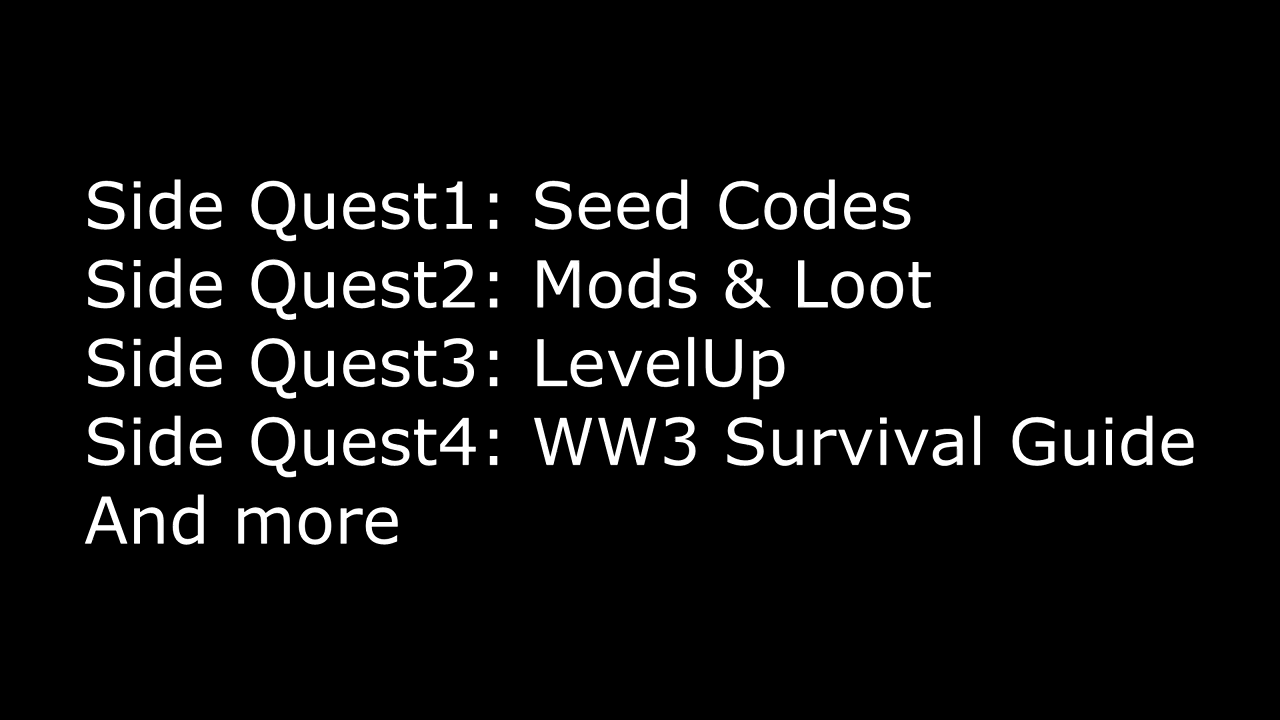 Side Quest1: Seed Codes
Side Quest2: Mods & Loot
Side Quest3: LevelUp
Side Quest4: WW3 Survival Guide
And more